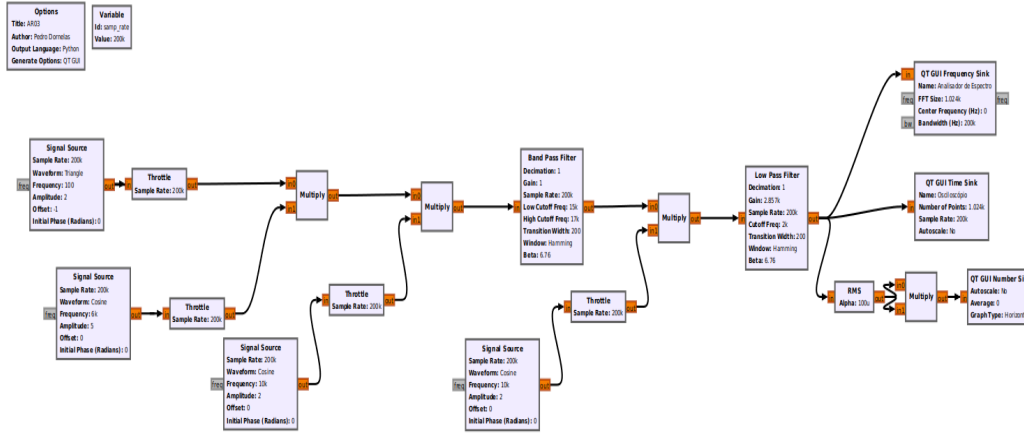 Options
Title: AR03
Author: Pedro Dornelas
Output Language: Python
Generate Options: QT GUI
Variable
Id: samp_rate
Value: 200k
Signal Source
Sample Rate: 200k
Waveform: Triangle
Frequency: 100
Amplitude: 2
Offset: -1
Initial Phase (Radians): 0
freq
out
in
Throttle
Sample Rate: 200k
out
Signal Source
Sample Rate: 200k
Waveform: Cosine
Frequency: 6k
Amplitude: 5
Offset: 0
Initial Phase (Radians): 0
freq
out
in
Throttle
Sample Rate: 200k
out
in0
in1
Multiply
out
Signal Source
Sample Rate: 200k
Waveform: Cosine
Frequency: 10k
Amplitude: 2
Offset: 0
Initial Phase (Radians): 0
freq
out
in
Throttle
Sample Rate: 200k
out
in0
in1
Multiply
out
in
Band Pass Filter
Decimation: 1
Gain: 1
Sample Rate: 200k
Low Cutoff Freq: 15k
High Cutoff Freq: 17k
Transition Width: 200
Window: Hamming
Beta: 6.76
out
Signal Source
Sample Rate: 200k
Waveform: Cosine
Frequency: 10k
Amplitude: 2
Offset: 0
Initial Phase (Radians): 0
freq
out
in
Throttle
Sample Rate: 200k
out
in0
in1
Multiply
out
in
Low Pass Filter
Decimation: 1
Gain: 2.857k
Sample Rate: 200k
Cutoff Freq: 2k
Transition Width: 200
Window: Hamming
Beta: 6.76
out
QT GUI Frequency Sink
Name: Analisador de Espectro
FFT Size: 1.024k
Center Frequency (Hz): 0
Bandwidth (Hz): 200k
in
freq
bw
freq
in
QT GUI Time Sink
Name: Osciloscópio
Number of Points: 1.024k
Sample Rate: 200k
Autoscale: No
in
RMS
Alpha: 100u
out
in0
in1
Multiply
out
in
QT GUI Number Si
Autoscale: No
Average: 0
Graph Type: Horizont